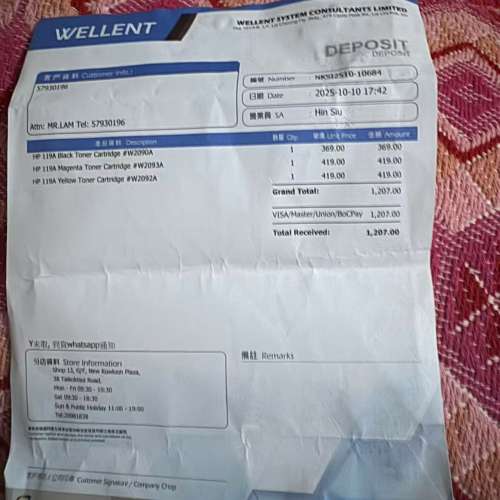 WELLENT
WELLENT SYSTEM CONSULTANTS LIMITED
DEPOSIT
DEPOSIT
客戶資料 Customer Info.:
57930196
Attn: MR.LAM Tel: 57930196
編號 Number : NKS02S10-10684
日期 Date : 2025-10-10 17:42
營業員 SA : Hin Siu
產品資料 Description 數量 Qty. 單價 Unit Price 金額 Amount
HP 119A Black Toner Cartridge #W2090A 1 369.00 369.00
HP 119A Magenta Toner Cartridge #W2093A 1 419.00 419.00
HP 119A Yellow Toner Cartridge #W2092A 1 419.00 419.00
Grand Total: 1,207.00
VISA/Master/Union/BoCPay 1,207.00
Total Received: 1,207.00
Y未取, 到貨whatsapp通知
分店資料 Store Information
Shop 13, G/F, New Kowloon Plaza,
38 Taikoktsui Road,
Mon - Fri 09:30 - 19:30
Sat 09:30 - 18:30
Sun & Public Holiday 11:00 - 19:00
備註 Remarks
Customer Signature / Company Chop